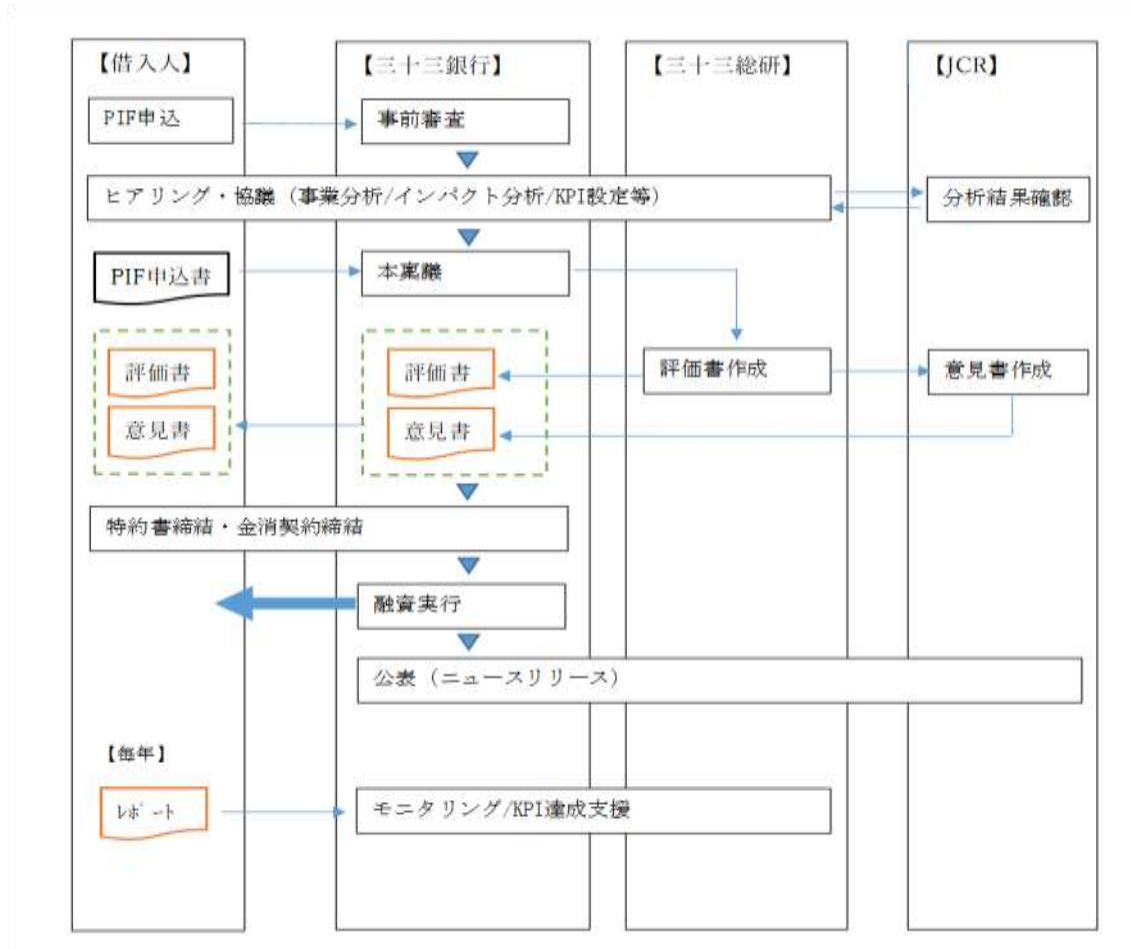 【借入人】
【三十三銀行】
【三十三総研】
【JCR】
PIF申込
事前審査
ヒアリング・協議（事業分析/インパクト分析/KPI設定等）
分析結果確認
PIF申込書
本稟議
評価書
評価書
評価書作成
意見書作成
意見書
意見書
特約書締結・金消契約締結
融資実行
公表（ニュースリリース）
【毎年】
ﾚﾎﾟｰﾄ
モニタリング/KPI達成支援